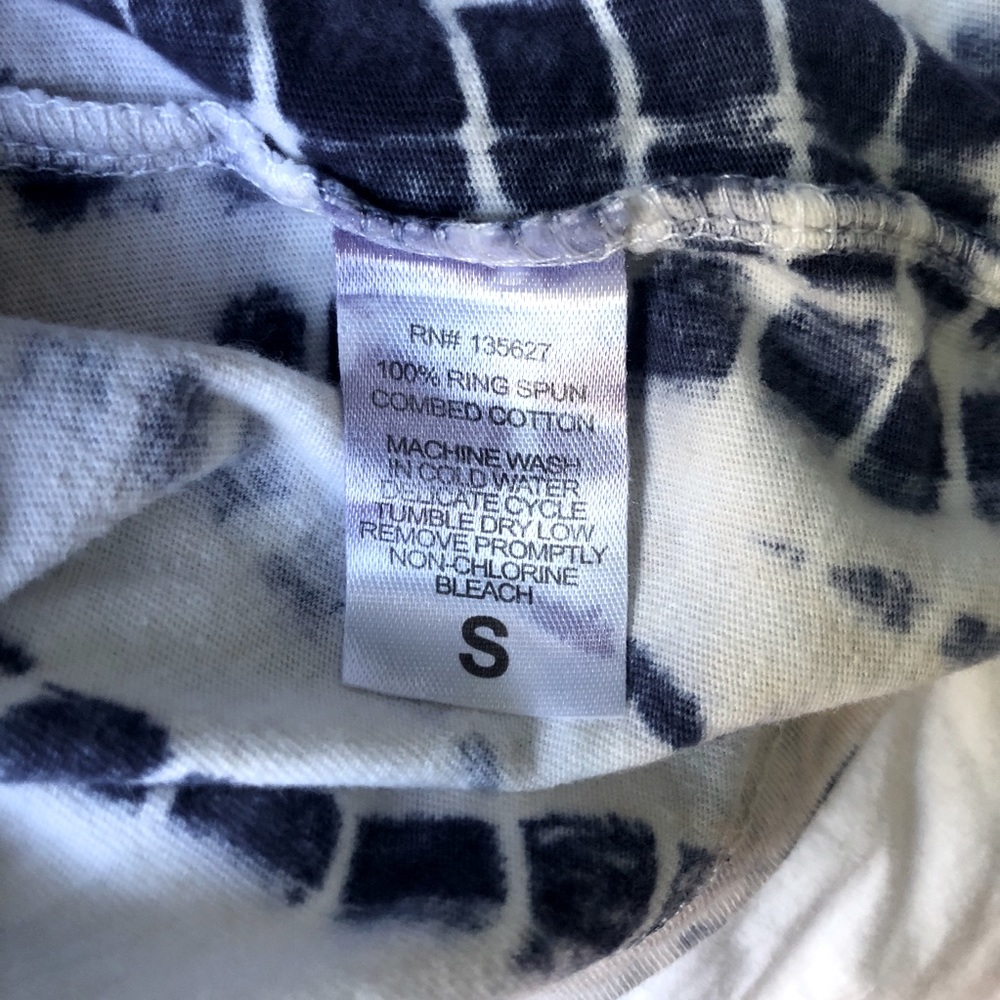 RN# 135627
100% RING SPUN
COMBED COTTON
MACHINE WASH
IN COLD WATER
DELICATE CYCLE
TUMBLE DRY LOW
REMOVE PROMPTLY
NON-CHLORINE
BLEACH
S